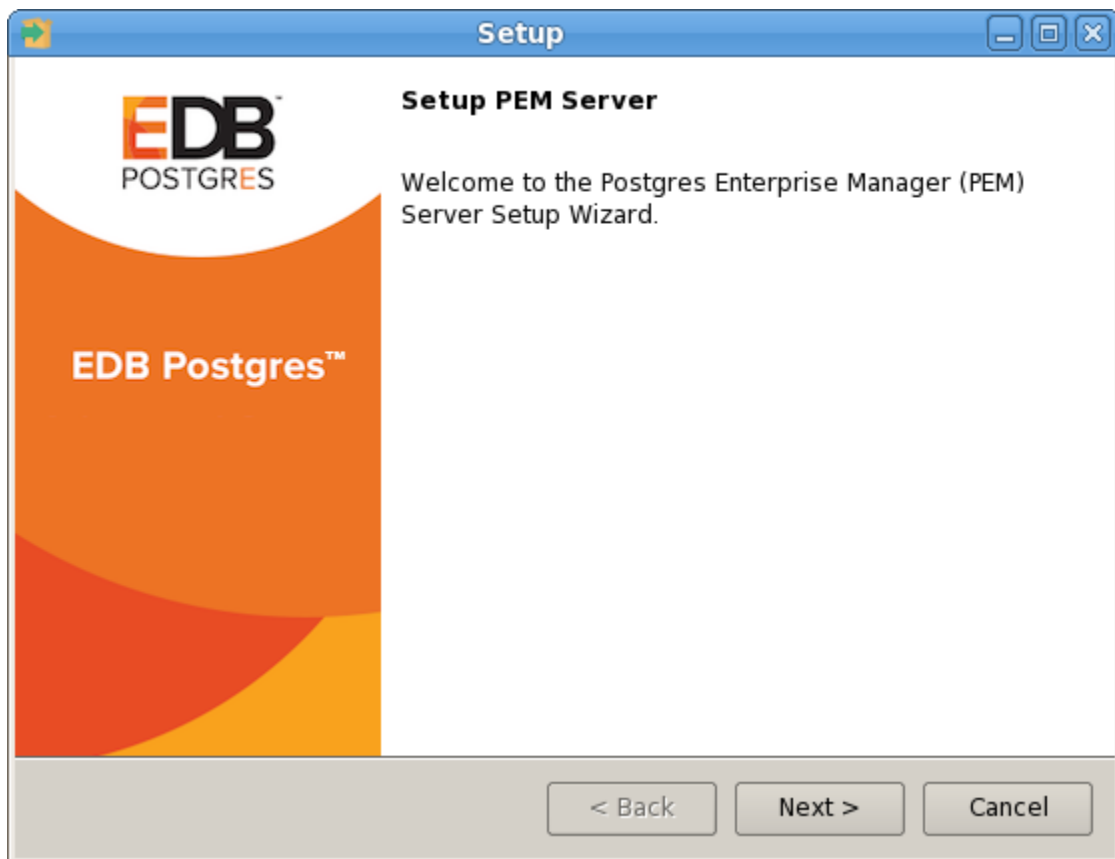 Setup
EDB
POSTGRES
EDB Postgres™
Setup PEM Server
Welcome to the Postgres Enterprise Manager (PEM)
Server Setup Wizard.
< Back
Next >
Cancel